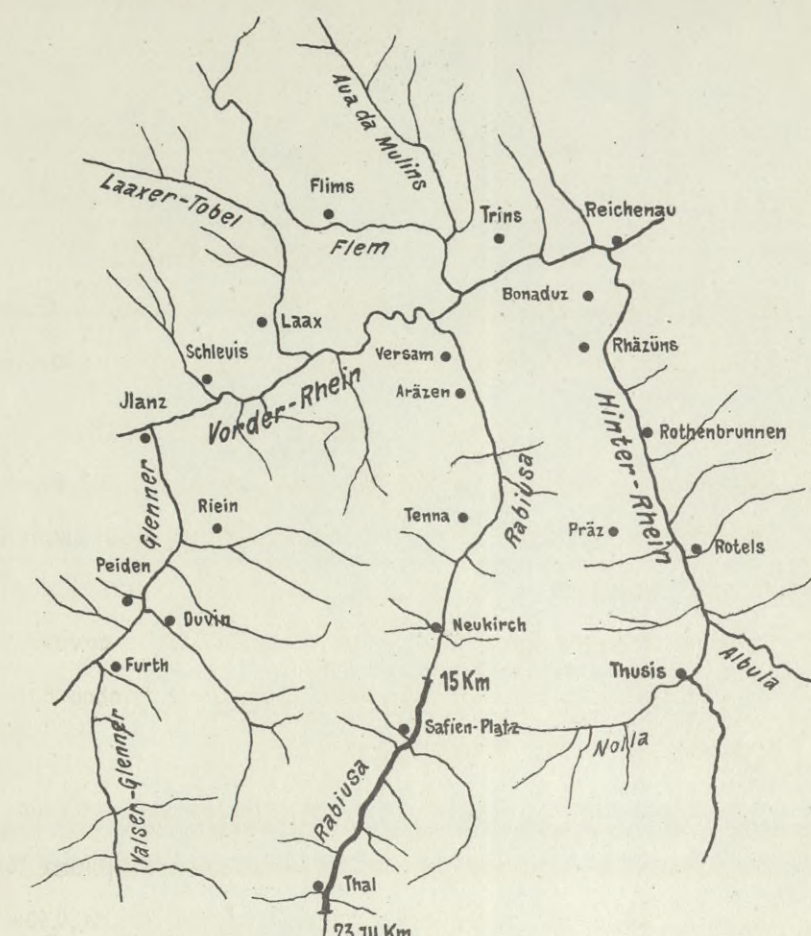 Aua da Mulins
Laaxer-Tobel
Flims
Flem
Trins
Reichenau
Bonaduz
Laax
Schleuis
Versam
Rhäzüns
Aräzen
Jlanz
Vorder-Rhein
Hinter-Rhein
Rothenbrunnen
Glenner
Riein
Tenna
Rabiusa
Präz
Rotels
Peiden
Duvin
Neukirch
Furth
Thusis
Albula
15 Km
Safien-Platz
Nolla
Valser-Glenner
Rabiusa
Thal
Km